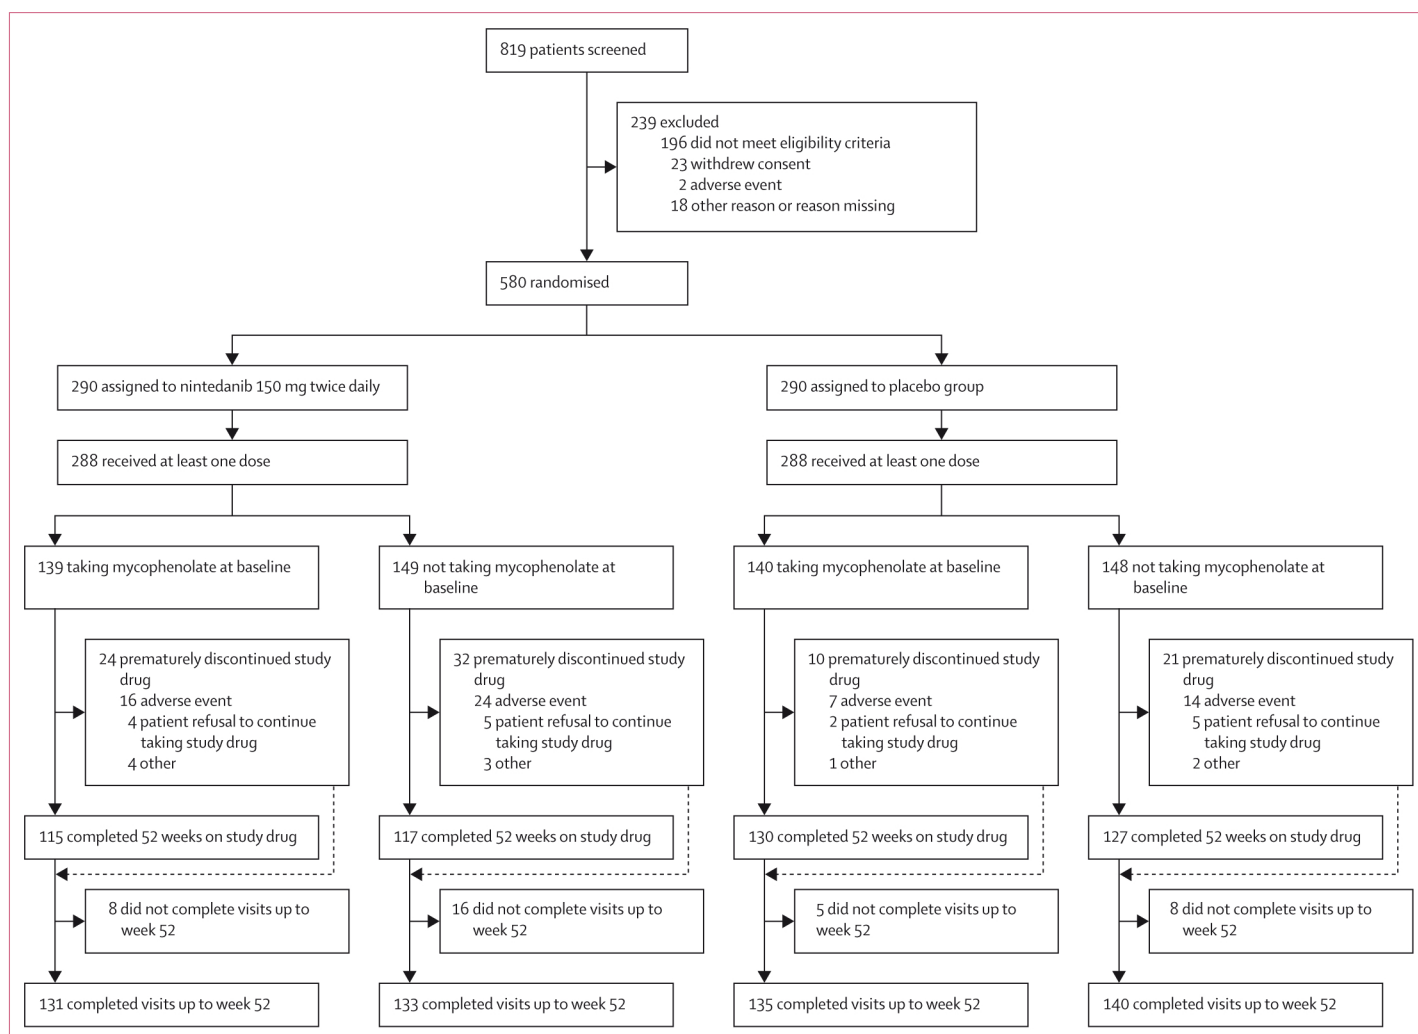 819 patients screened
239 excluded
196 did not meet eligibility criteria
23 withdrew consent
2 adverse event
18 other reason or reason missing
580 randomised
290 assigned to nintedanib 150 mg twice daily
290 assigned to placebo group
288 received at least one dose
288 received at least one dose
139 taking mycophenolate at baseline
149 not taking mycophenolate at
baseline
140 taking mycophenolate at baseline
148 not taking mycophenolate at
baseline
24 prematurely discontinued study
drug
16 adverse event
4 patient refusal to continue
taking study drug
4 other
32 prematurely discontinued study
drug
24 adverse event
5 patient refusal to continue
taking study drug
3 other
10 prematurely discontinued study
drug
7 adverse event
2 patient refusal to continue
taking study drug
1 other
21 prematurely discontinued study
drug
14 adverse event
5 patient refusal to continue
taking study drug
2 other
115 completed 52 weeks on study drug
117 completed 52 weeks on study drug
130 completed 52 weeks on study drug
127 completed 52 weeks on study drug
8 did not complete visits up to
week 52
16 did not complete visits up to
week 52
5 did not complete visits up to
week 52
8 did not complete visits up to
week 52
131 completed visits up to week 52
133 completed visits up to week 52
135 completed visits up to week 52
140 completed visits up to week 52